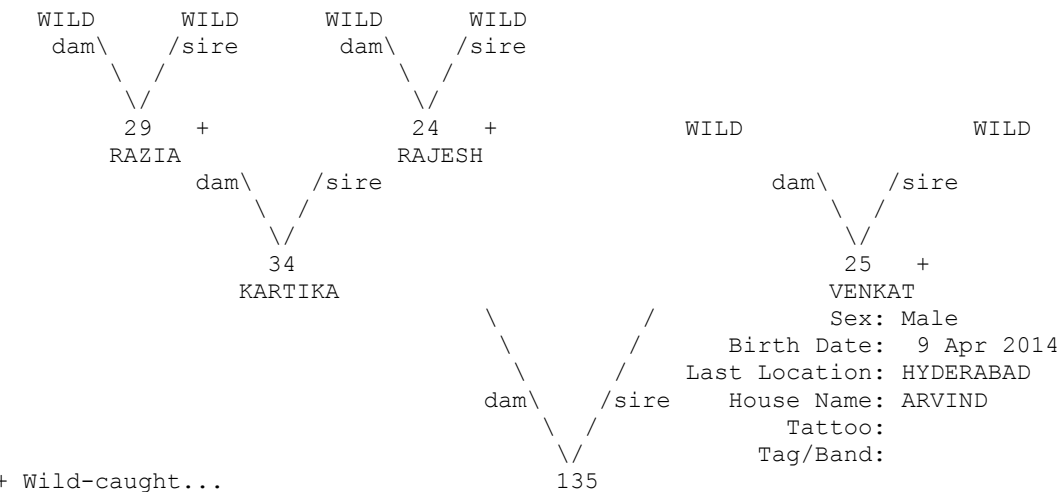 WILD WILD WILD WILD
dam\ /sire dam\ /sire
\ / \ /
\/ \/
29 + 24 + WILD WILD
RAZIA RAJESH
dam\ /sire dam\ /sire
\ / \ /
\/ \/
34 25 +
KARTIKA VENKAT
\ / Sex: Male
\ / Birth Date: 9 Apr 2014
\ / Last Location: HYDERABAD
dam\ /sire House Name: ARVIND
\ / Tattoo:
\/ Tag/Band:
+ Wild-caught... 135